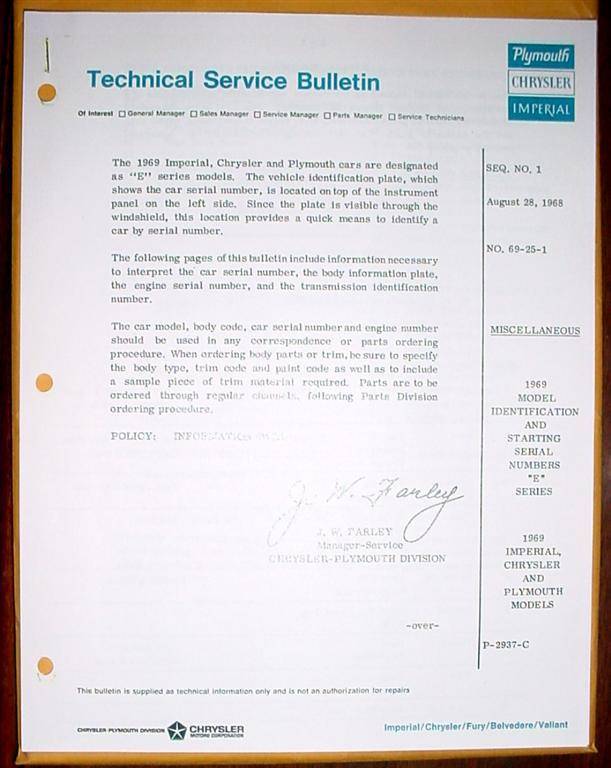 Plymouth
CHRYSLER
IMPERIAL
Technical Service Bulletin
Of Interest □ General Manager □ Sales Manager □ Service Manager □ Parts Manager □ Service Technicians
The 1969 Imperial, Chrysler and Plymouth cars are designated
as "E" series models. The vehicle identification plate, which
shows the car serial number, is located on top of the instrument
panel on the left side. Since the plate is visible through the
windshield, this location provides a quick means to identify a
car by serial number.
The following pages of this bulletin include information necessary
to interpret the car serial number, the body information plate,
the engine serial number, and the transmission identification
number.
The car model, body code, car serial number and engine number
should be used in any correspondence or parts ordering
procedure. When ordering body parts or trim, be sure to specify
the body type, trim code and paint code as well as to include
a sample piece of trim material required. Parts are to be
ordered through regular channels, following Parts Division
ordering procedure.
POLICY: INFORMATION ONLY
J. W. Farley
J. W. FARLEY
Manager-Service
CHRYSLER-PLYMOUTH DIVISION
-over-
SEQ. NO. 1
August 28, 1968
NO. 69-25-1
MISCELLANEOUS
1969
MODEL
IDENTIFICATION
AND
STARTING
SERIAL
NUMBERS
"E"
SERIES
1969
IMPERIAL,
CHRYSLER
AND
PLYMOUTH
MODELS
P-2937-C
This bulletin is supplied as technical information only and is not an authorization for repairs
CHRYSLER-PLYMOUTH DIVISION
CHRYSLER
MOTORS CORPORATION
Imperial/Chrysler/Fury/Belvedere/Valiant